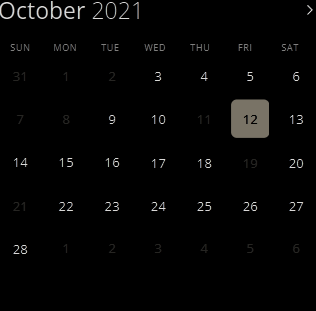 October 2021 >
SUN MON TUE WED THU FRI SAT
31 1 2 3 4 5 6
7 8 9 10 11 12 13
14 15 16 17 18 19 20
21 22 23 24 25 26 27
28 1 2 3 4 5 6